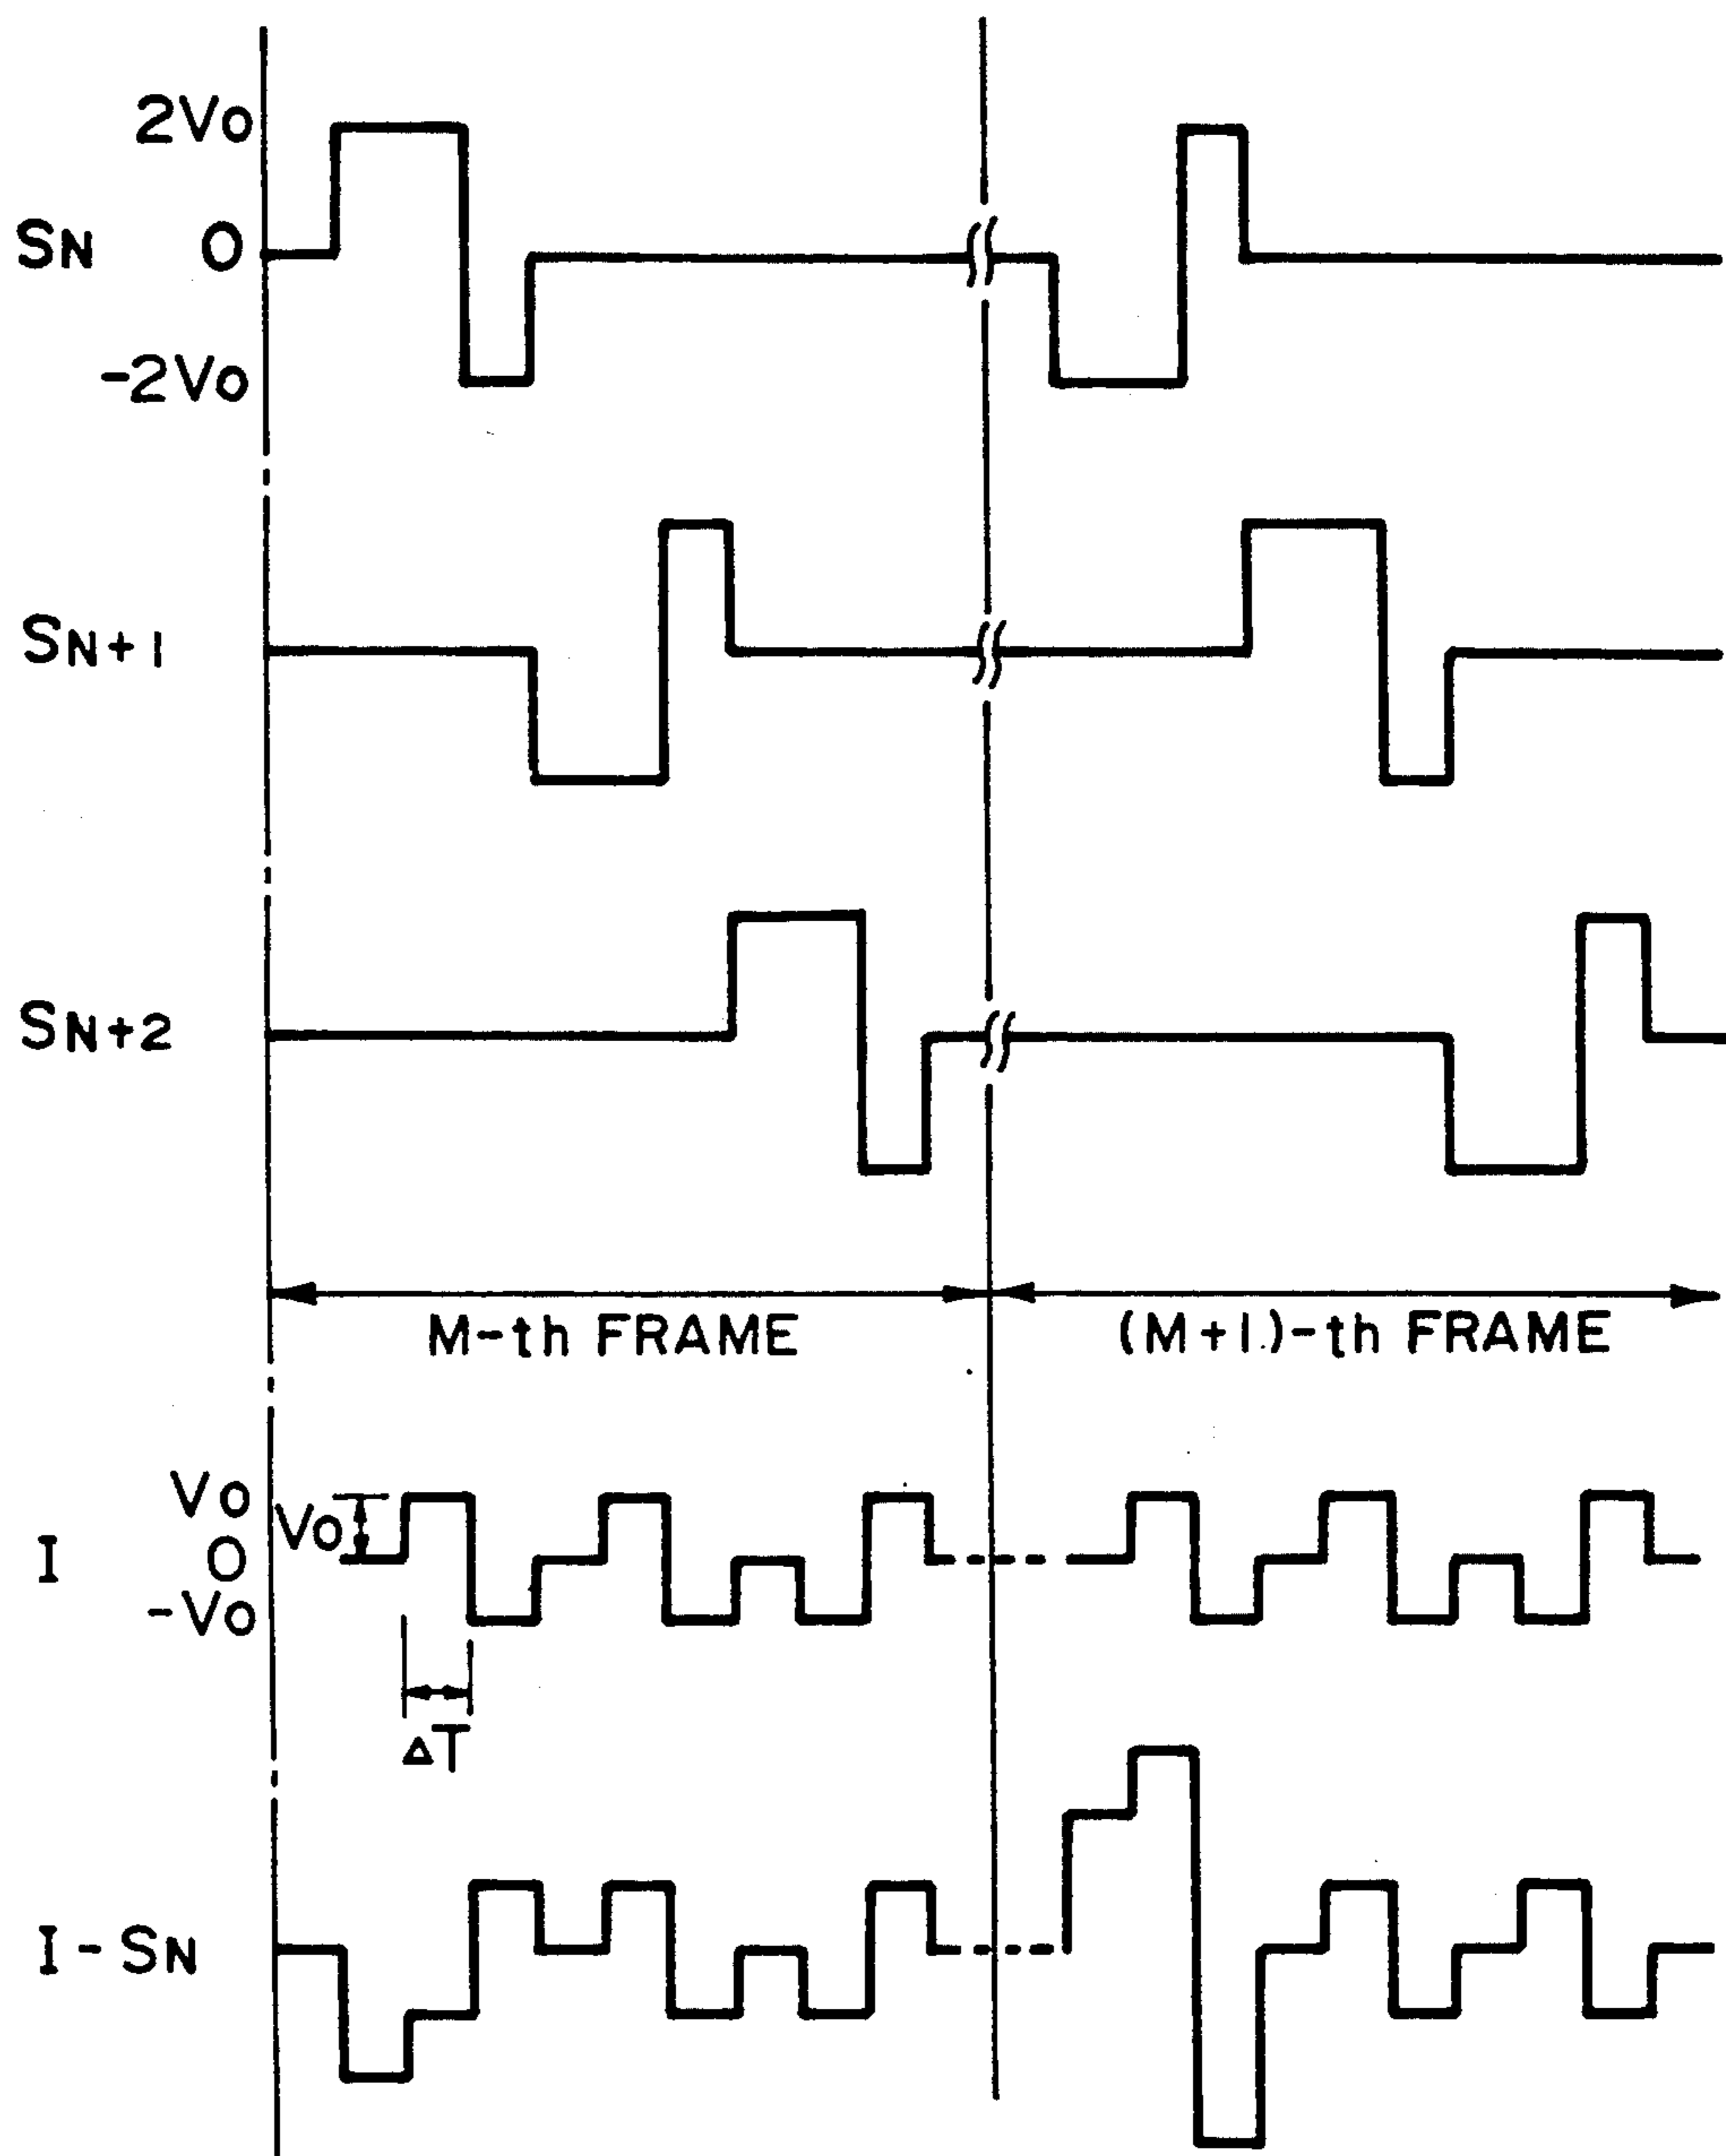 2Vo
SN 0
-2Vo
SN+1
SN+2
M-th FRAME (M+1)-th FRAME
Vo
Vo
I 0
-Vo
ΔT
I-SN